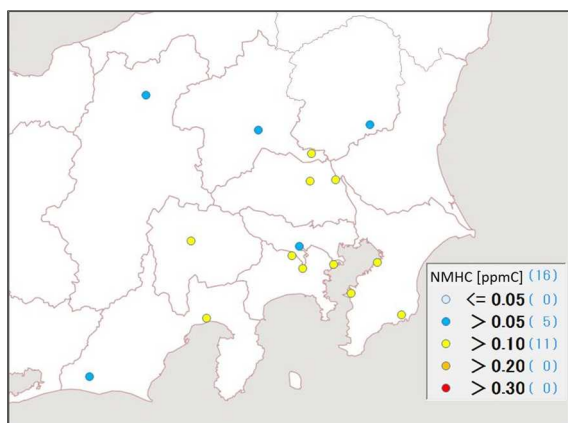 NMHC [ppmC] (16)
<= 0.05 ( 0)
> 0.05 ( 5)
> 0.10 (11)
> 0.20 ( 0)
> 0.30 ( 0)